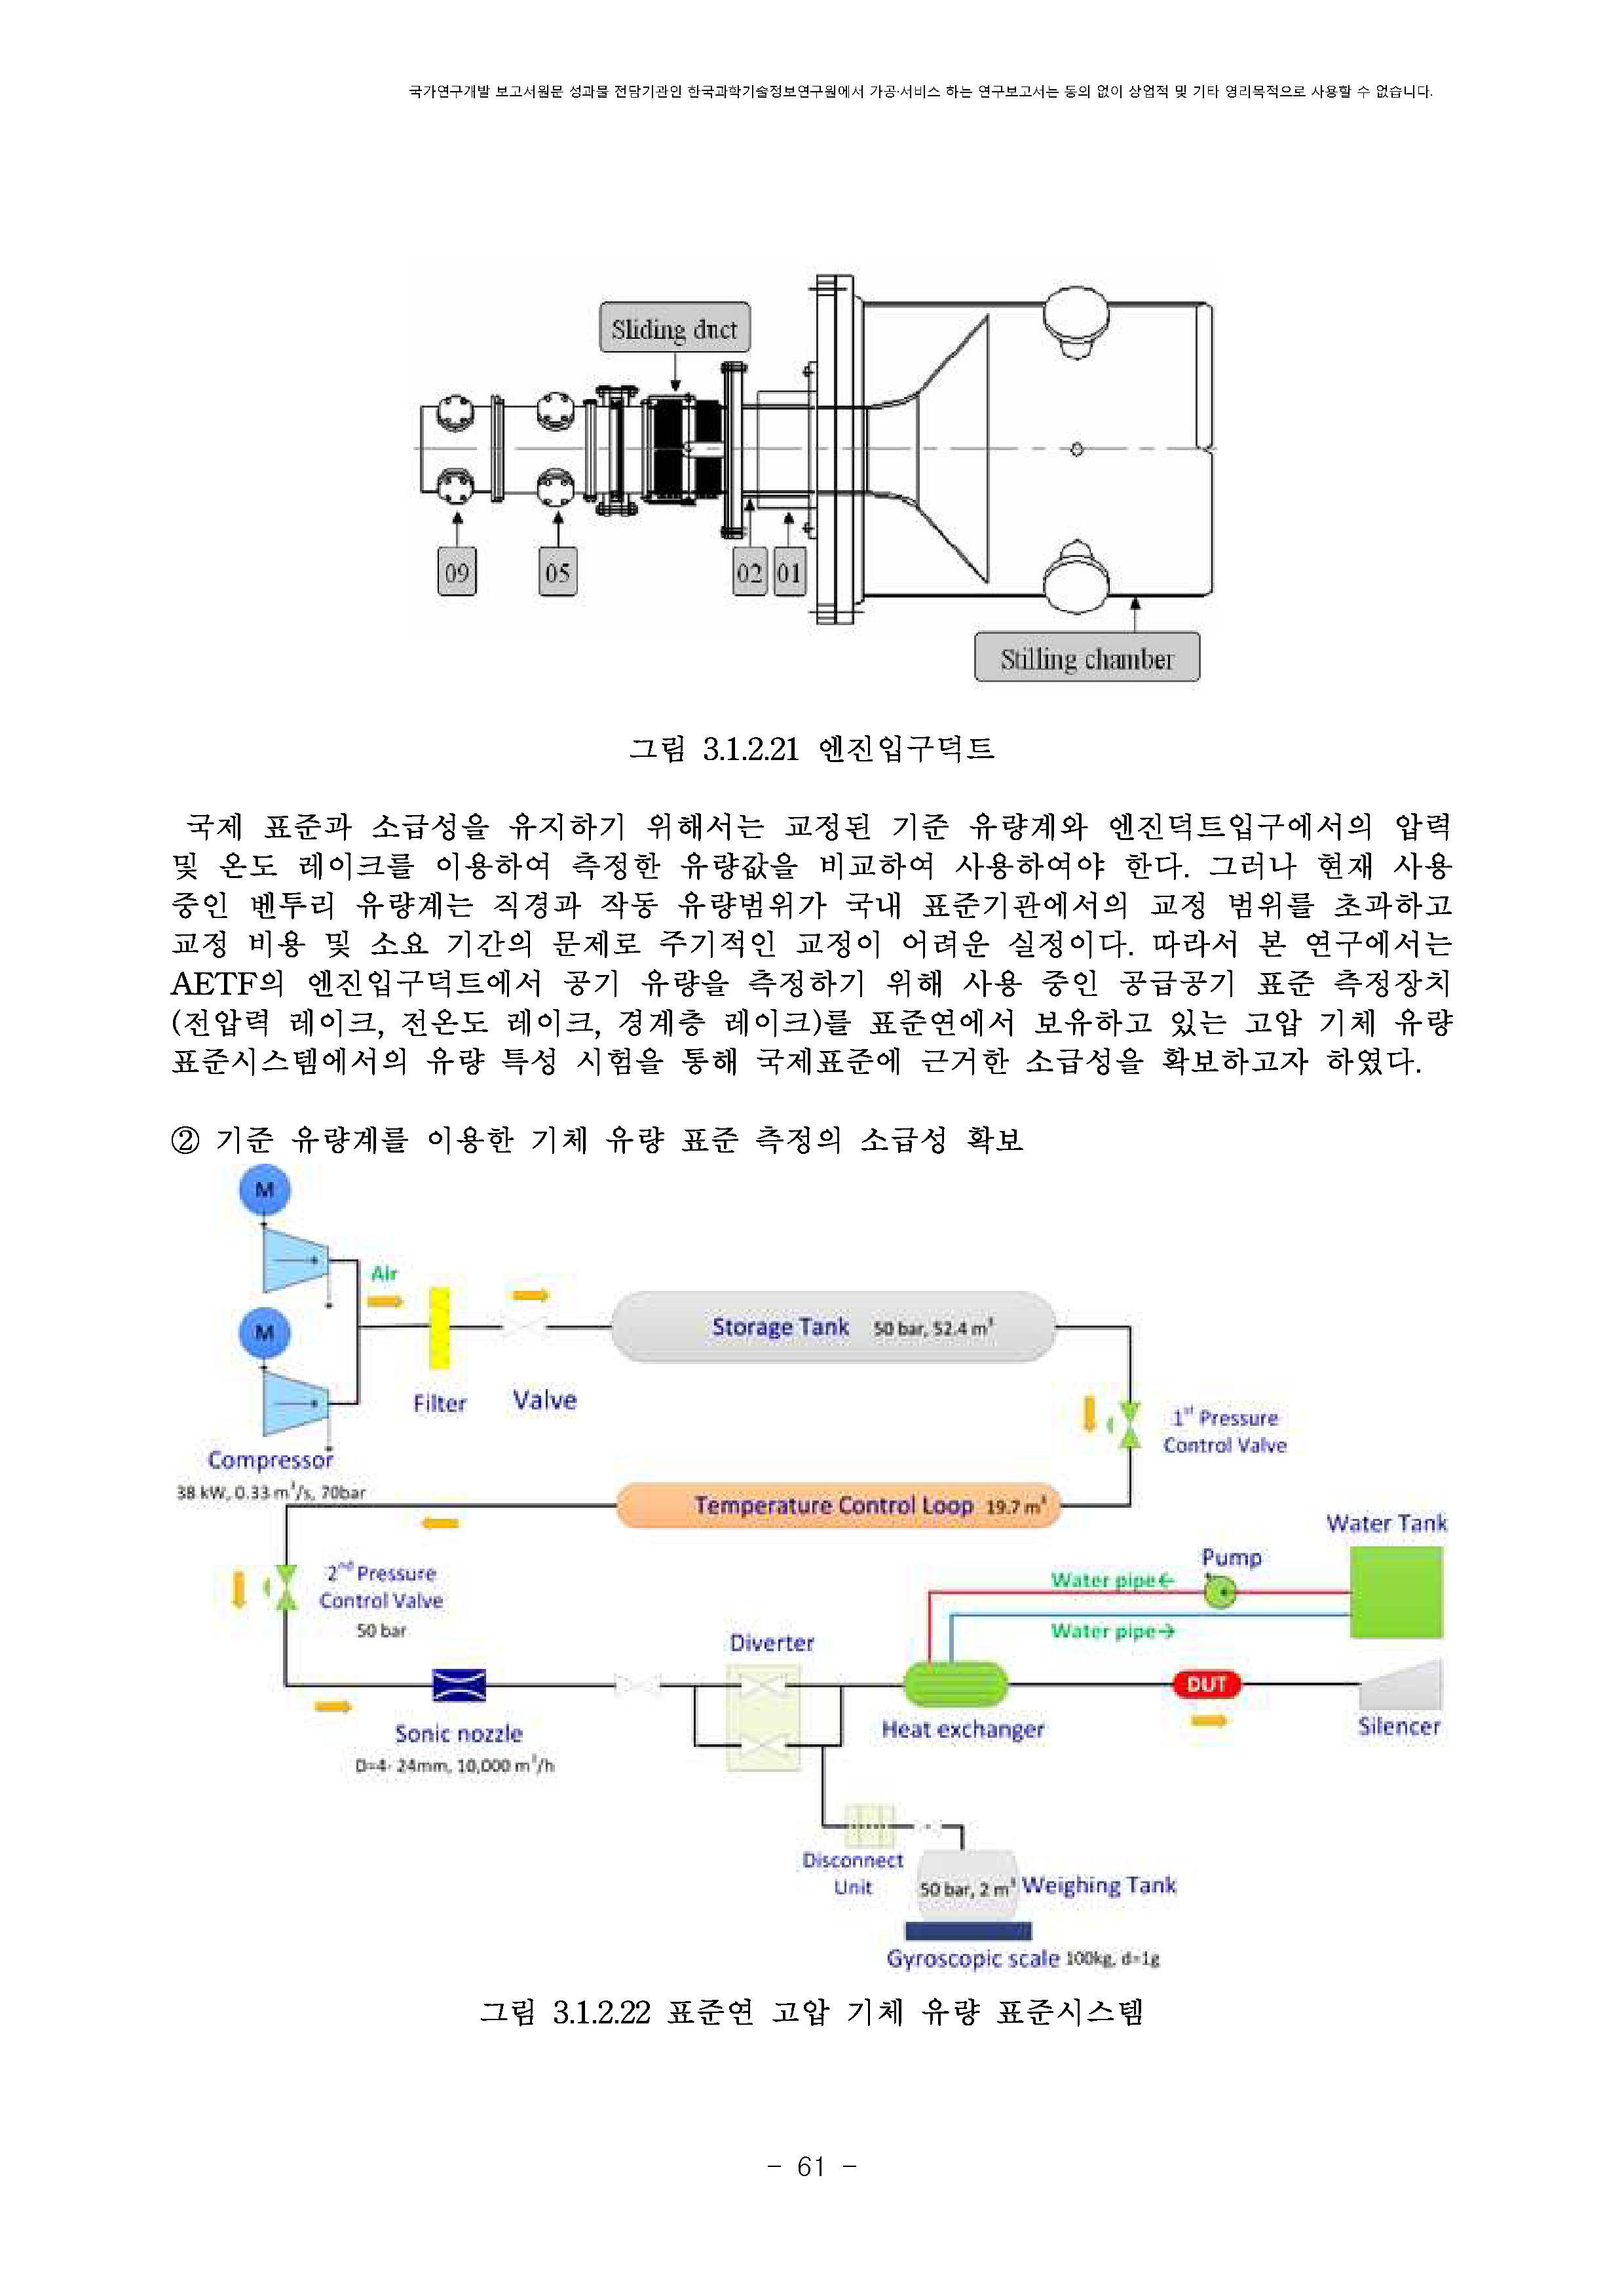 국가연구개발 보고서원문 성과물 전담기관인 한국과학기술정보연구원에서 가공·서비스 하는 연구보고서는 동의 없이 상업적 및 기타 영리목적으로 사용할 수 없습니다.
Sliding duct
09
05
02
01
Stilling chamber
그림 3.1.2.21 엔진입구덕트
국제 표준과 소급성을 유지하기 위해서는 교정된 기준 유량계와 엔진덕트입구에서의 압력
및 온도 레이크를 이용하여 측정한 유량값을 비교하여 사용하여야 한다. 그러나 현재 사용
중인 벤투리 유량계는 직경과 작동 유량범위가 국내 표준기관에서의 교정 범위를 초과하고
교정 비용 및 소요 기간의 문제로 주기적인 교정이 어려운 실정이다. 따라서 본 연구에서는
AETF의 엔진입구덕트에서 공기 유량을 측정하기 위해 사용 중인 공급공기 표준 측정장치
(전압력 레이크, 전온도 레이크, 경계층 레이크)를 표준연에서 보유하고 있는 고압 기체 유량
표준시스템에서의 유량 특성 시험을 통해 국제표준에 근거한 소급성을 확보하고자 하였다.
② 기준 유량계를 이용한 기체 유량 표준 측정의 소급성 확보
M
Air
M
Storage Tank 50 bar, 52.4 m³
Filter
Valve
1st Pressure
Control Valve
Compressor
38 kW, 0.33 m³/s, 70bar
Temperature Control Loop 19.7 m³
Water Tank
Pump
2nd Pressure
Control Valve
50 bar
Water pipe←
Water pipe→
Diverter
DUT
Sonic nozzle
D=4- 24mm, 10,000 m³/h
Heat exchanger
Silencer
Disconnect
Unit
50 bar, 2 m³ Weighing Tank
Gyroscopic scale 100kg, d=1g
그림 3.1.2.22 표준연 고압 기체 유량 표준시스템
- 61 -